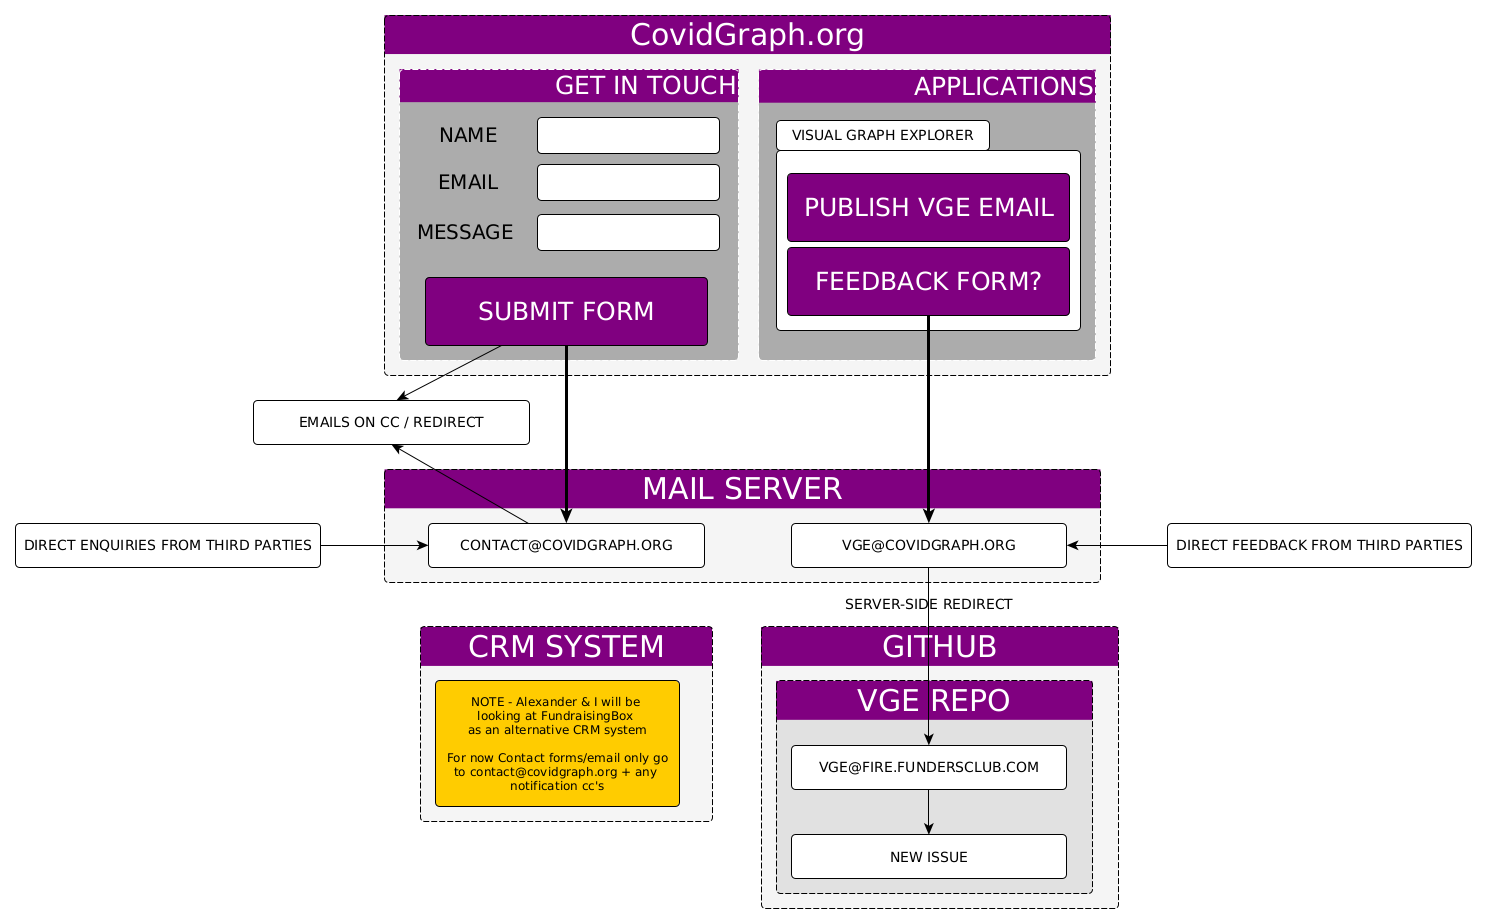 CovidGraph.org
GET IN TOUCH
NAME
EMAIL
MESSAGE
SUBMIT FORM
APPLICATIONS
VISUAL GRAPH EXPLORER
PUBLISH VGE EMAIL
FEEDBACK FORM?
EMAILS ON CC / REDIRECT
MAIL SERVER
DIRECT ENQUIRIES FROM THIRD PARTIES
CONTACT@COVIDGRAPH.ORG
VGE@COVIDGRAPH.ORG
DIRECT FEEDBACK FROM THIRD PARTIES
SERVER-SIDE REDIRECT
CRM SYSTEM
NOTE - Alexander & I will be
looking at FundraisingBox
as an alternative CRM system
For now Contact forms/email only go
to contact@covidgraph.org + any
notification cc's
GITHUB
VGE REPO
VGE@FIRE.FUNDERSCLUB.COM
NEW ISSUE